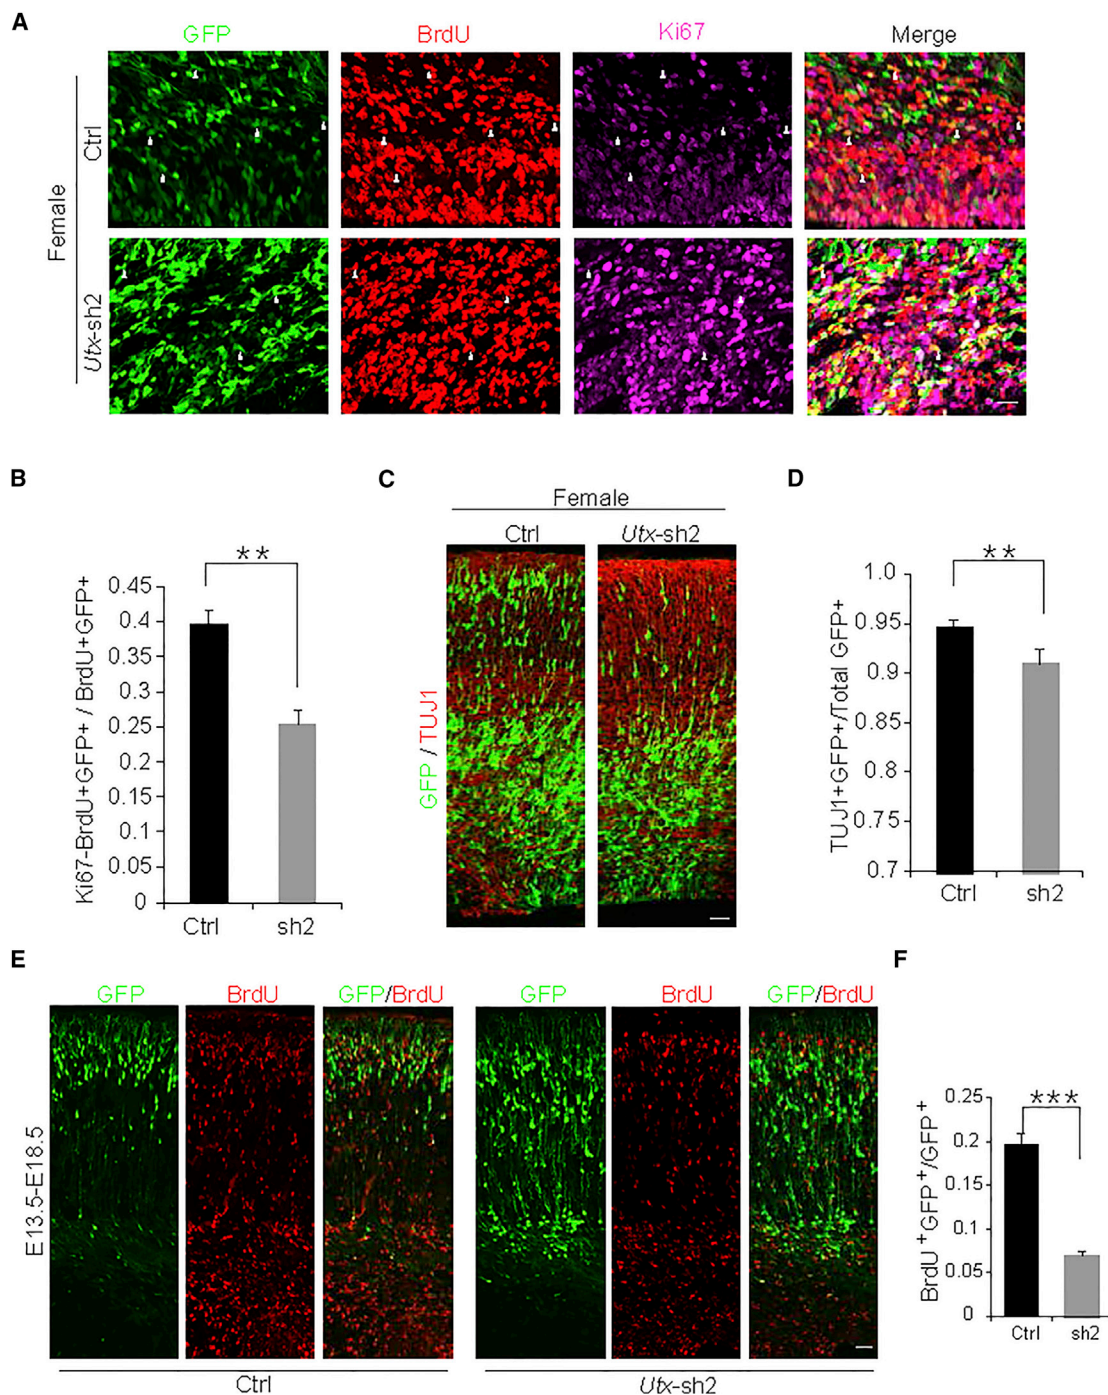 A
GFP BrdU Ki67 Merge
Female
Ctrl
Utx-sh2
B
**
Ki67-BrdU+GFP+ / BrdU+GFP+
0.45
0.4
0.35
0.3
0.25
0.2
0.15
0.1
0.05
0
Ctrl sh2
C
Female
Ctrl Utx-sh2
GFP / TUJ1
D
**
TUJ1+GFP+/Total GFP+
1.0
0.95
0.9
0.85
0.8
0.75
0.7
Ctrl sh2
E
GFP BrdU GFP/BrdU GFP BrdU GFP/BrdU
E13.5-E18.5
Ctrl Utx-sh2
F
***
BrdU+GFP+/GFP+
0.25
0.2
0.15
0.1
0.05
0
Ctrl sh2